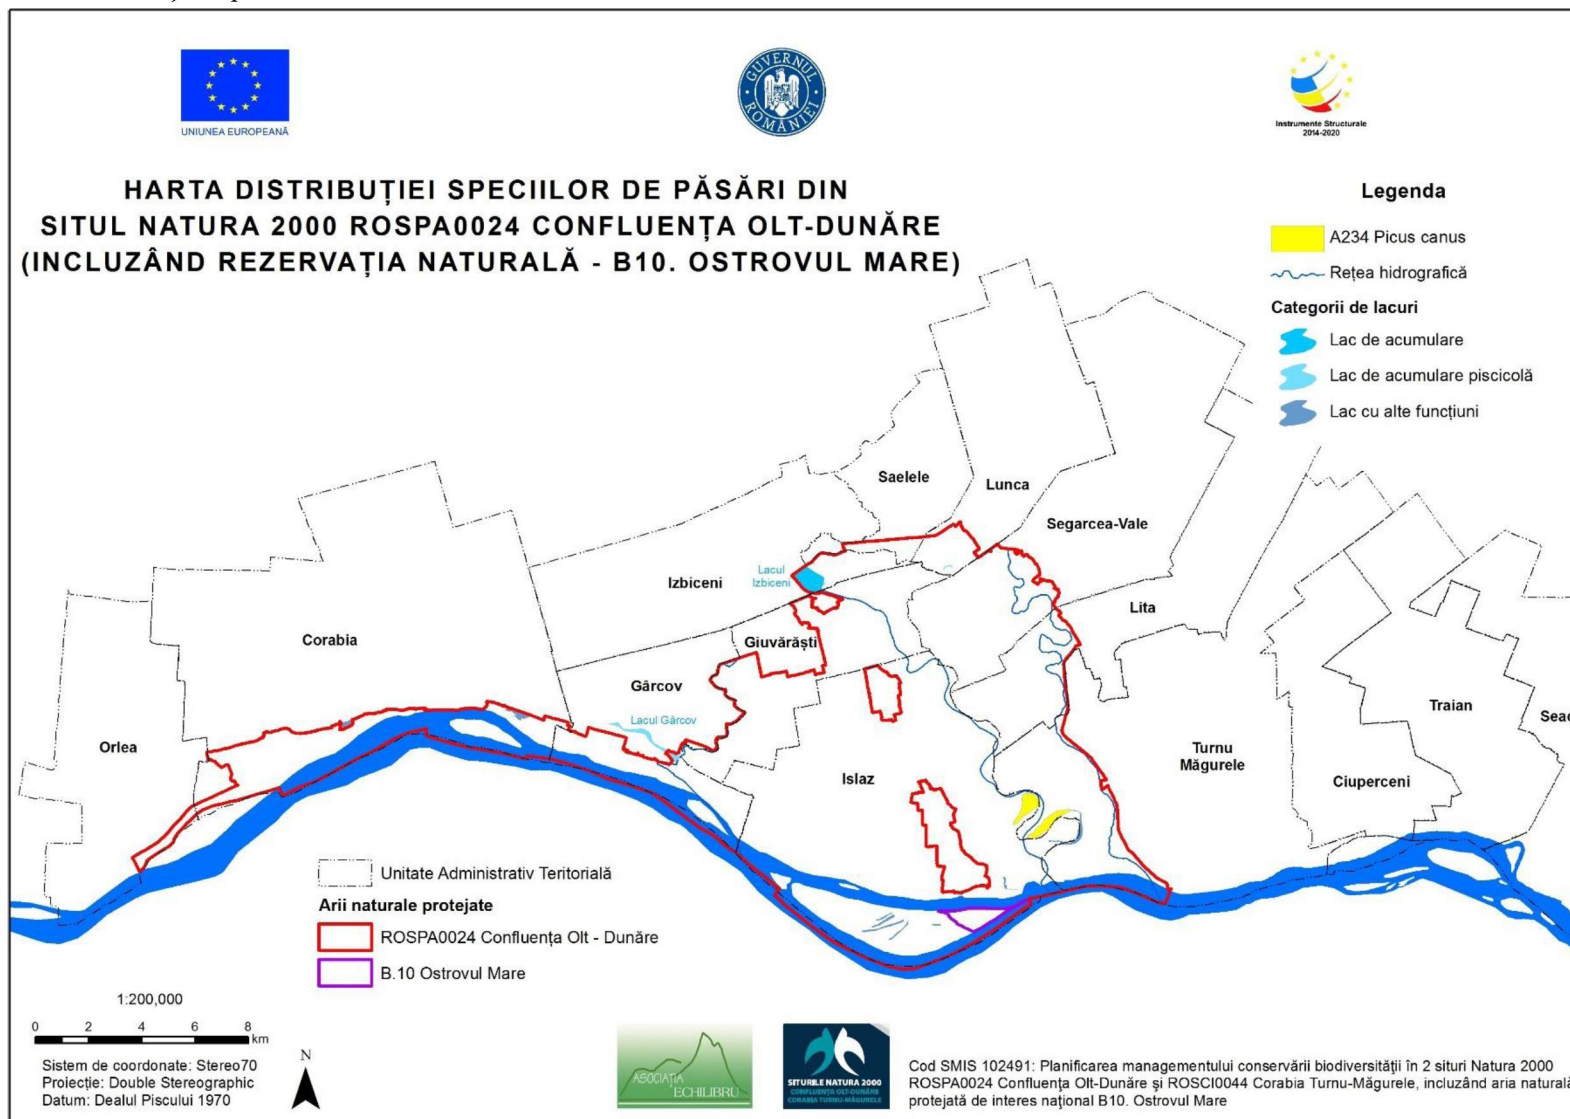 UNIUNEA EUROPEANĂ
GUVERNUL ROMÂNIEI
Instrumente Structurale
2014-2020
HARTA DISTRIBUȚIEI SPECIILOR DE PĂSĂRI DIN
SITUL NATURA 2000 ROSPA0024 CONFLUENȚA OLT-DUNĂRE
(INCLUZÂND REZERVAȚIA NATURALĂ - B10. OSTROVUL MARE)
Legenda
A234 Picus canus
Rețea hidrografică
Categorii de lacuri
Lac de acumulare
Lac de acumulare piscicolă
Lac cu alte funcțiuni
Saelele
Lunca
Segarcea-Vale
Izbiceni
Lacul
Izbiceni
Lita
Corabia
Giuvărăști
Gârcov
Lacul Gârcov
Orlea
Islaz
Turnu
Măgurele
Traian
Ciuperceni
Unitate Administrativ Teritorială
Arii naturale protejate
ROSPA0024 Confluența Olt - Dunăre
B.10 Ostrovul Mare
1:200,000
0 2 4 6 8
km
N
Sistem de coordonate: Stereo70
Proiecție: Double Stereographic
Datum: Dealul Piscului 1970
ASOCIAȚIA
ECHILIBRU
SITURILE NATURA 2000
CONFLUENȚA OLT-DUNĂRE
CORABIA TURNU-MĂGURELE
Cod SMIS 102491: Planificarea managementului conservării biodiversității în 2 situri Natura 2000
ROSPA0024 Confluența Olt-Dunăre și ROSCI0044 Corabia Turnu-Măgurele, incluzând aria naturală
protejată de interes național B10. Ostrovul Mare